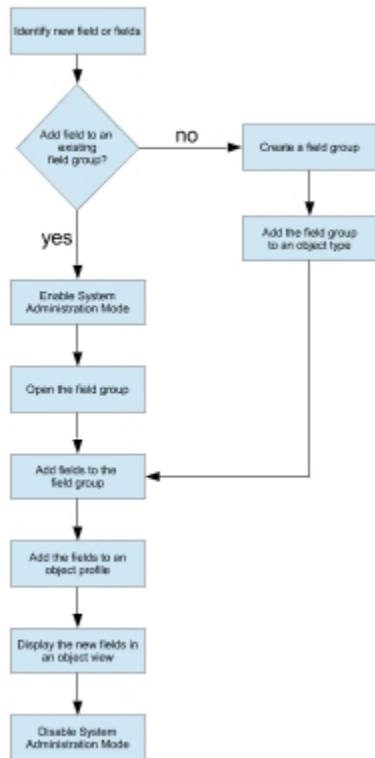 Identify new field or fields
Add field to an
existing
field group?
no
Create a field group
Add the field group
to an object type
yes
Enable System
Administration Mode
Open the field group
Add fields to the
field group
Add the fields to an
object profile
Display the new fields in
an object view
Disable System
Administration Mode